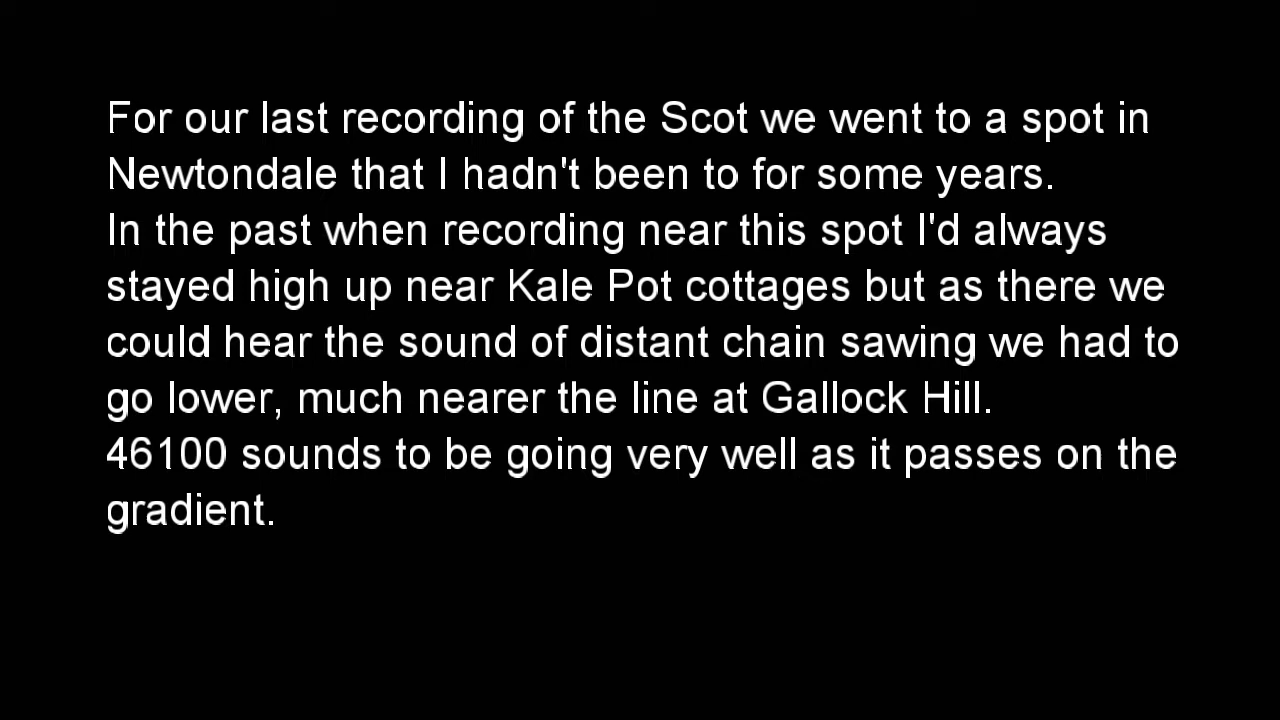 For our last recording of the Scot we went to a spot in
Newtondale that I hadn't been to for some years.
In the past when recording near this spot I'd always
stayed high up near Kale Pot cottages but as there we
could hear the sound of distant chain sawing we had to
go lower, much nearer the line at Gallock Hill.
46100 sounds to be going very well as it passes on the
gradient.